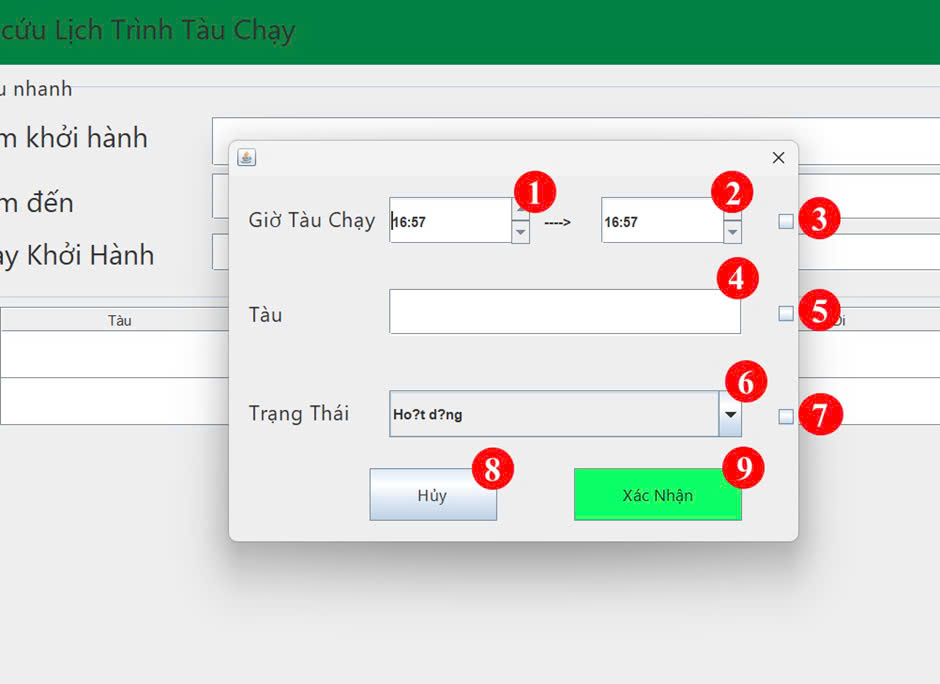 cứu Lịch Trình Tàu Chạy
u nhanh
m khởi hành
m đến
ay Khởi Hành
Giờ Tàu Chạy 16:57 1 ----> 16:57 2 3
Tàu 4 5
Trạng Thái Ho?t d?ng 6 7
Hủy 8 Xác Nhận 9
Tàu
Đi